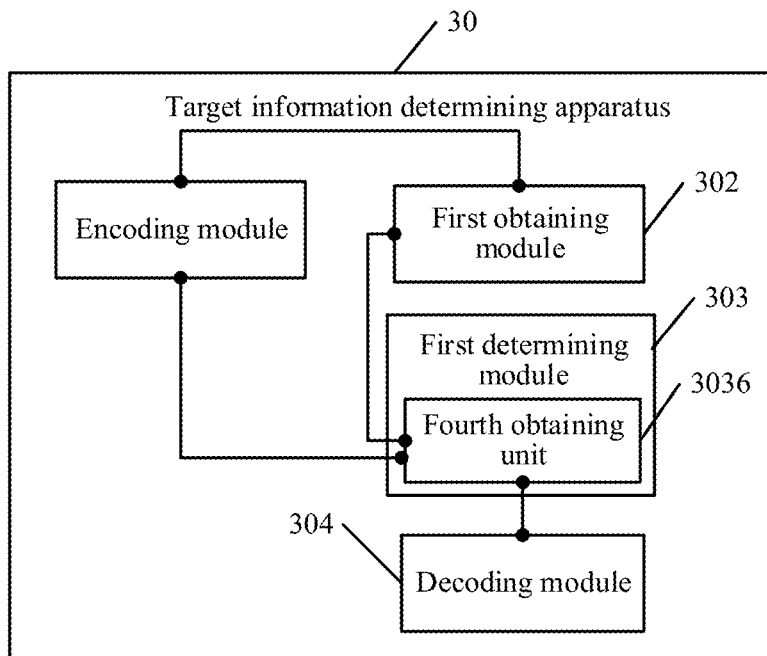 30
Target information determining apparatus
Encoding module
First obtaining
module
302
303
First determining
module
3036
Fourth obtaining
unit
304
Decoding module